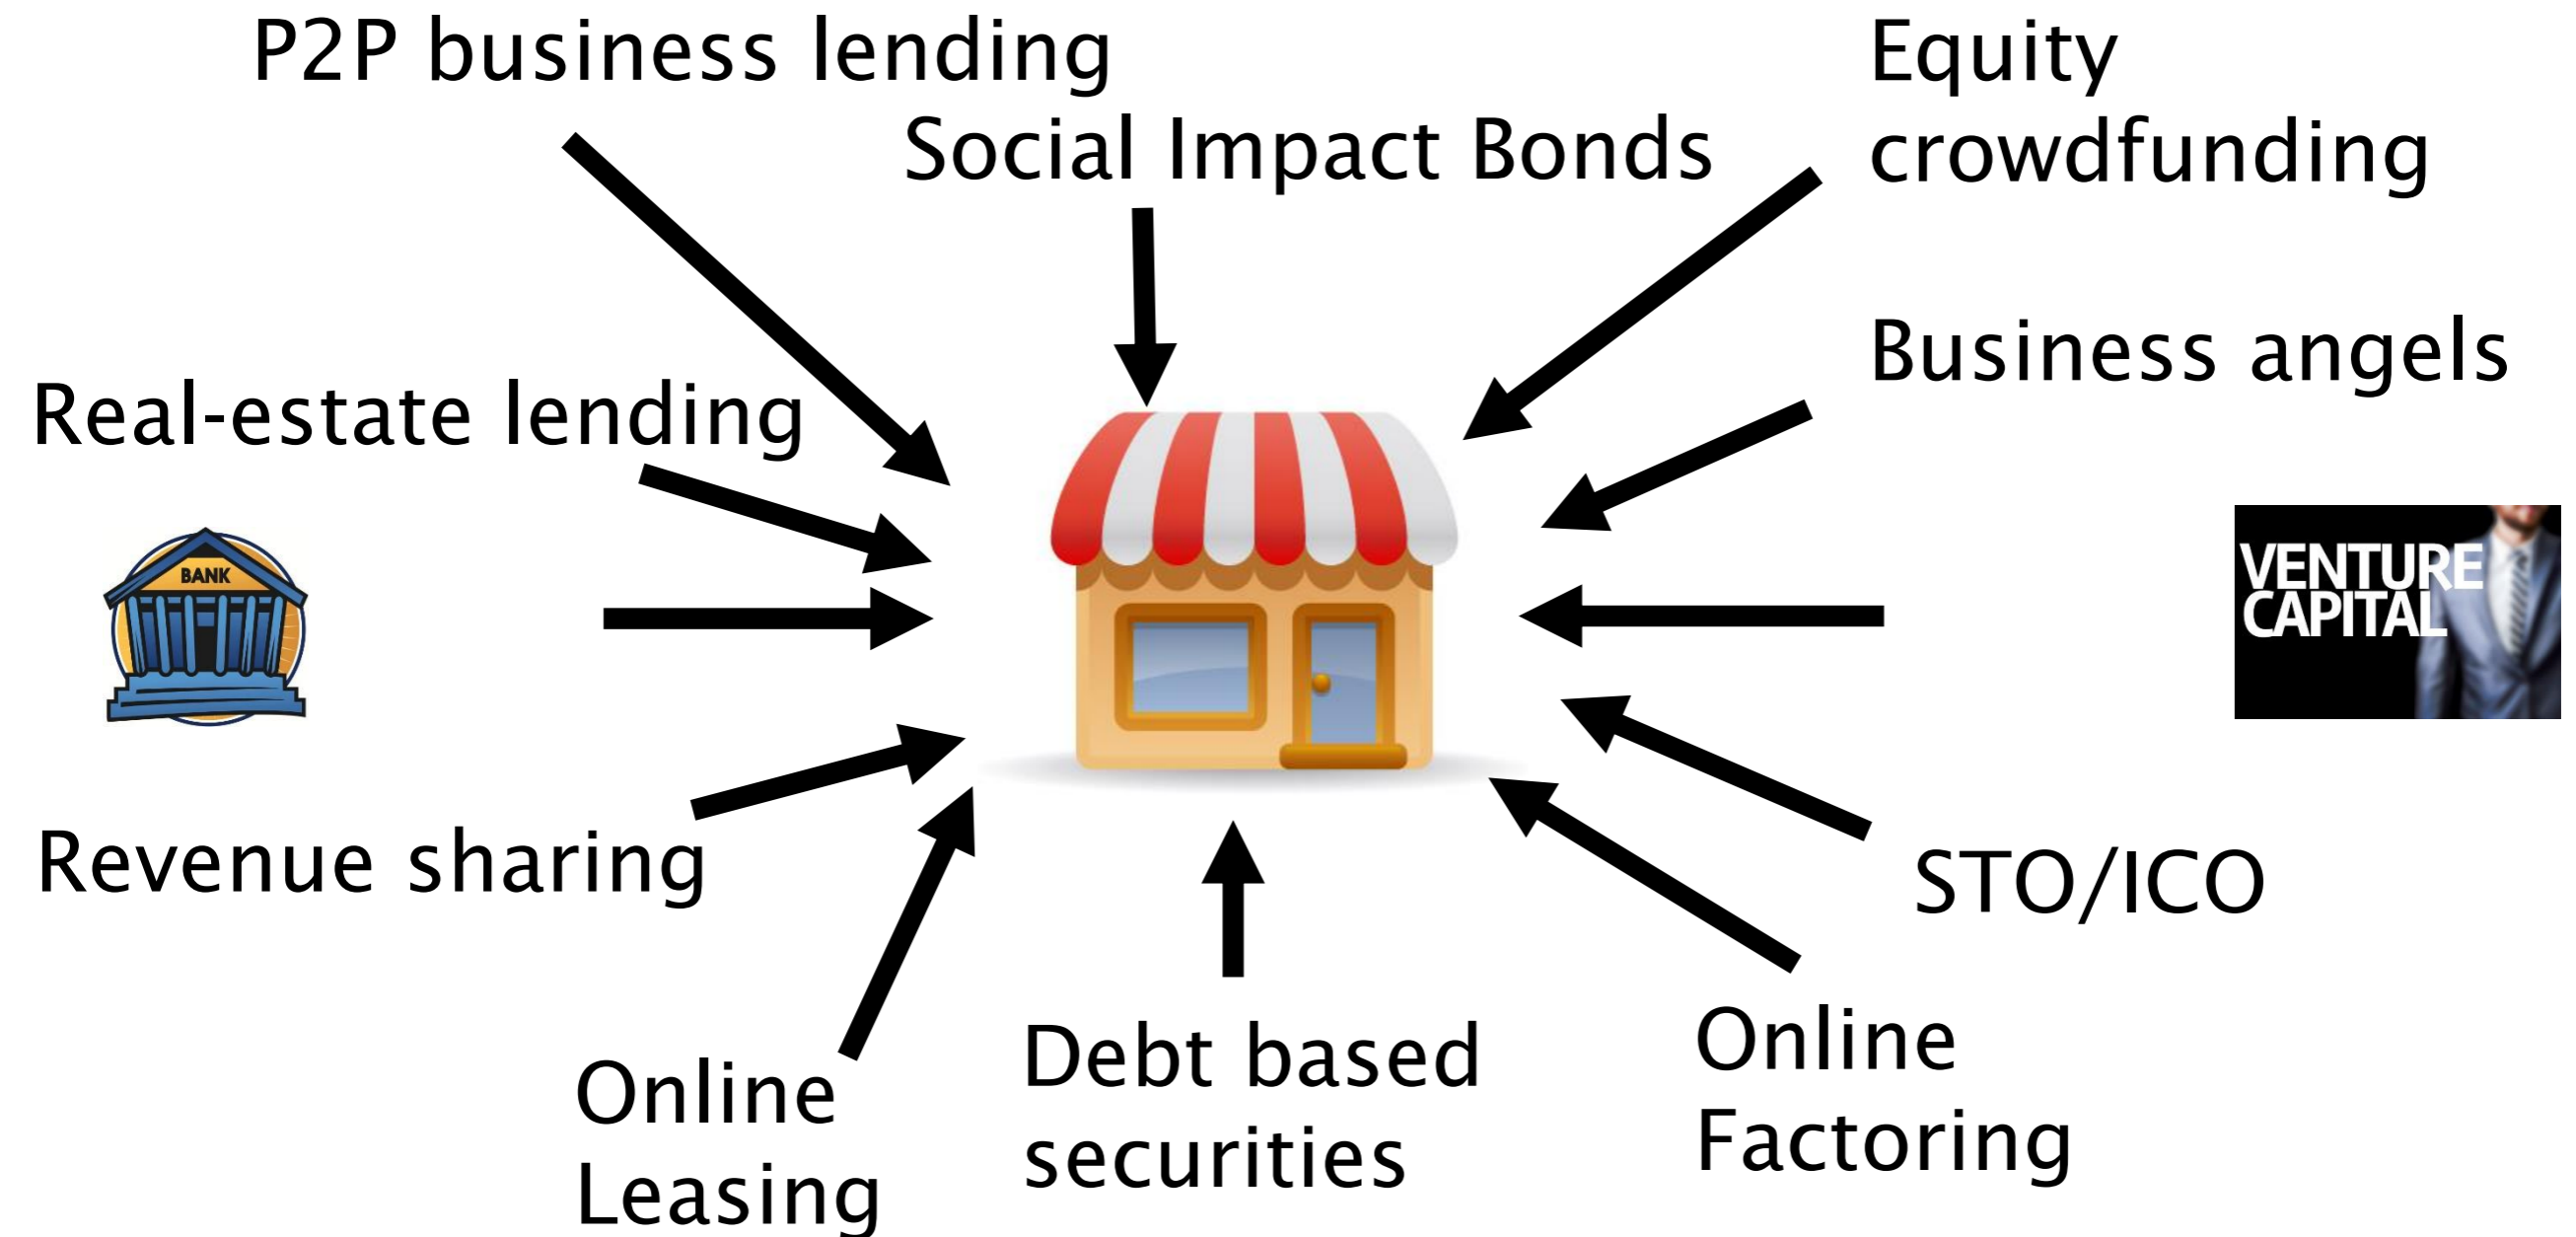 P2P business lending
Social Impact Bonds
Equity
crowdfunding
Business angels
Real-estate lending
BANK
VENTURE
CAPITAL
Revenue sharing
STO/ICO
Online
Leasing
Debt based
securities
Online
Factoring